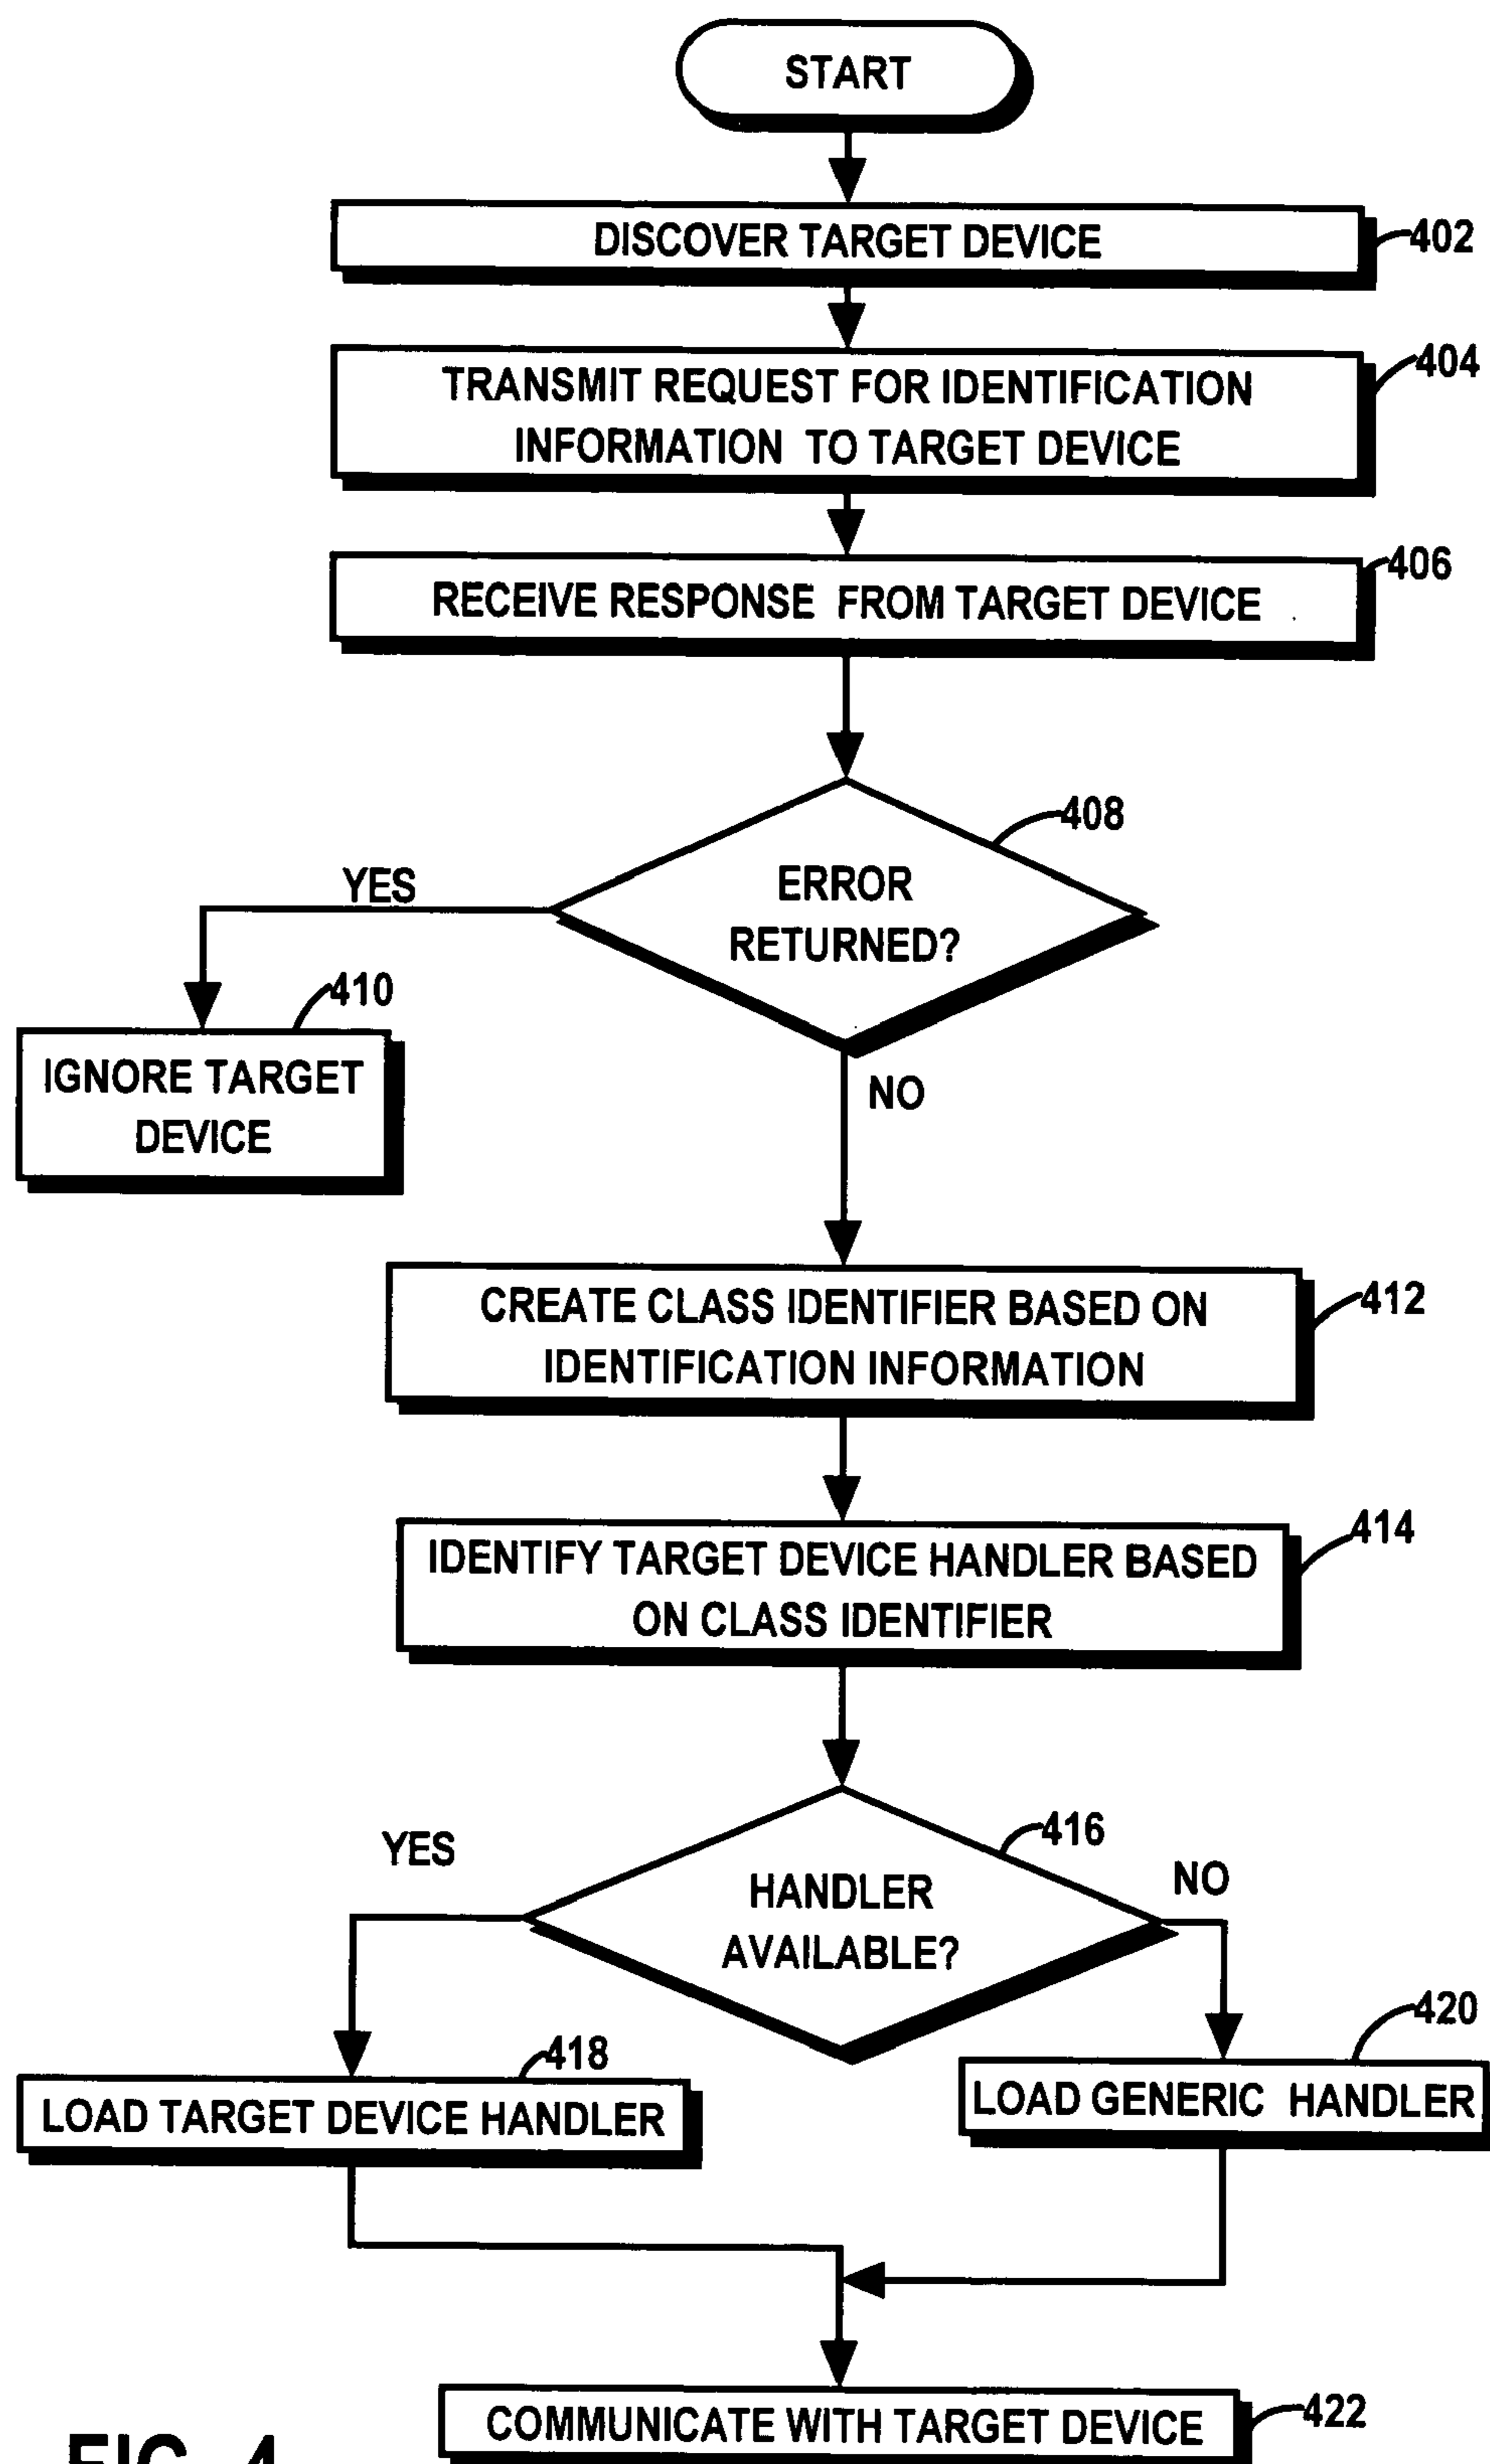 START
DISCOVER TARGET DEVICE
402
TRANSMIT REQUEST FOR IDENTIFICATION
INFORMATION TO TARGET DEVICE
404
RECEIVE RESPONSE FROM TARGET DEVICE
406
ERROR
RETURNED?
408
YES
NO
IGNORE TARGET
DEVICE
410
CREATE CLASS IDENTIFIER BASED ON
IDENTIFICATION INFORMATION
412
IDENTIFY TARGET DEVICE HANDLER BASED
ON CLASS IDENTIFIER
414
HANDLER
AVAILABLE?
416
YES
NO
LOAD TARGET DEVICE HANDLER
418
LOAD GENERIC HANDLER
420
COMMUNICATE WITH TARGET DEVICE
422
FIG. 4